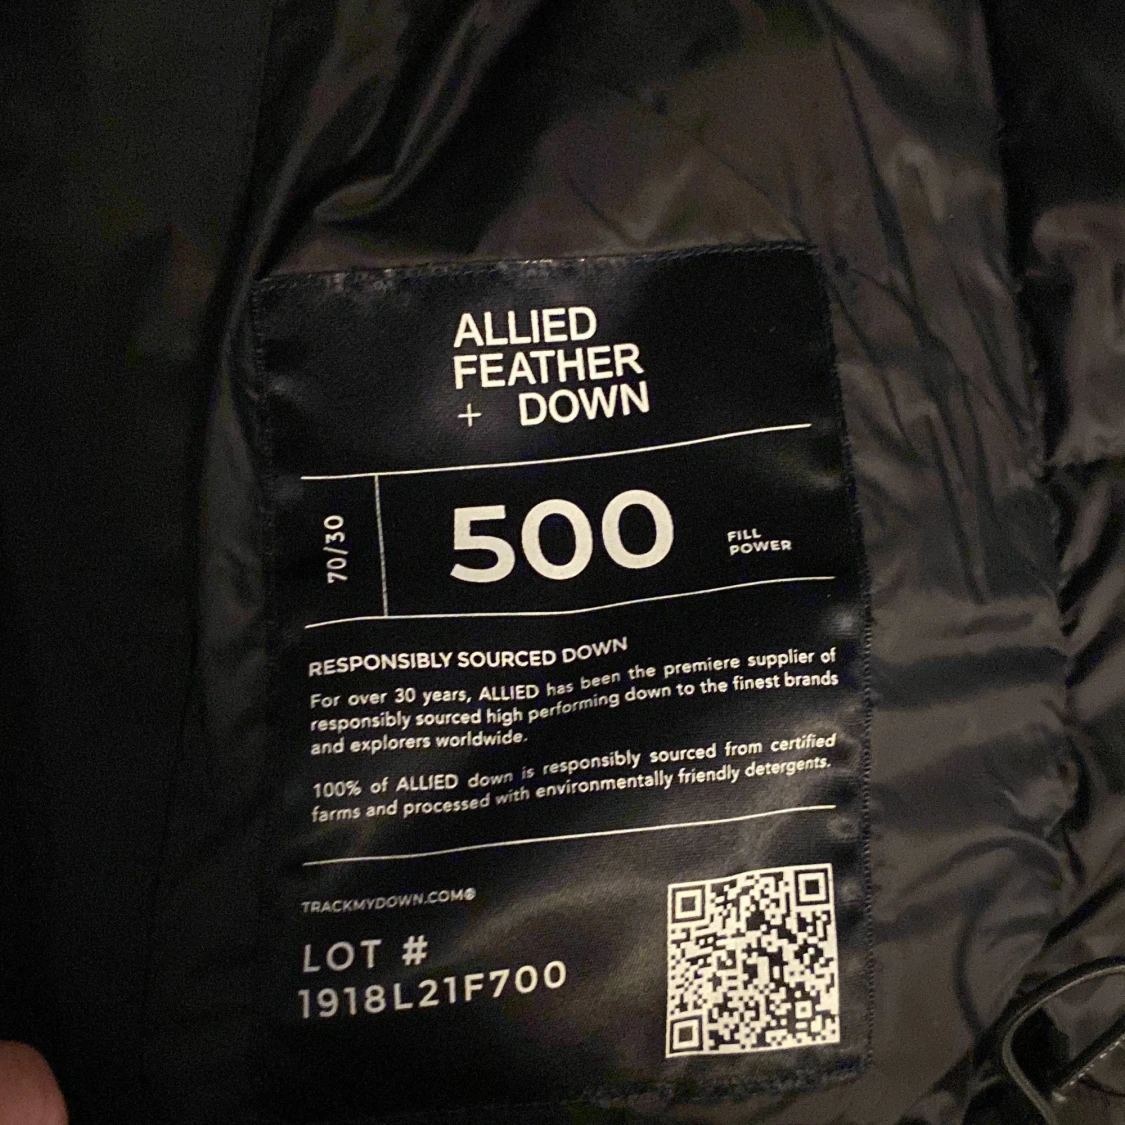 ALLIED
FEATHER
+ DOWN
70/30
500
FILL
POWER
RESPONSIBLY SOURCED DOWN
For over 30 years, ALLIED has been the premiere supplier of
responsibly sourced high performing down to the finest brands
and explorers worldwide.
100% of ALLIED down is responsibly sourced from certified
farms and processed with environmentally friendly detergents.
TRACKMYDOWN.COM®
LOT #
1918L21F700